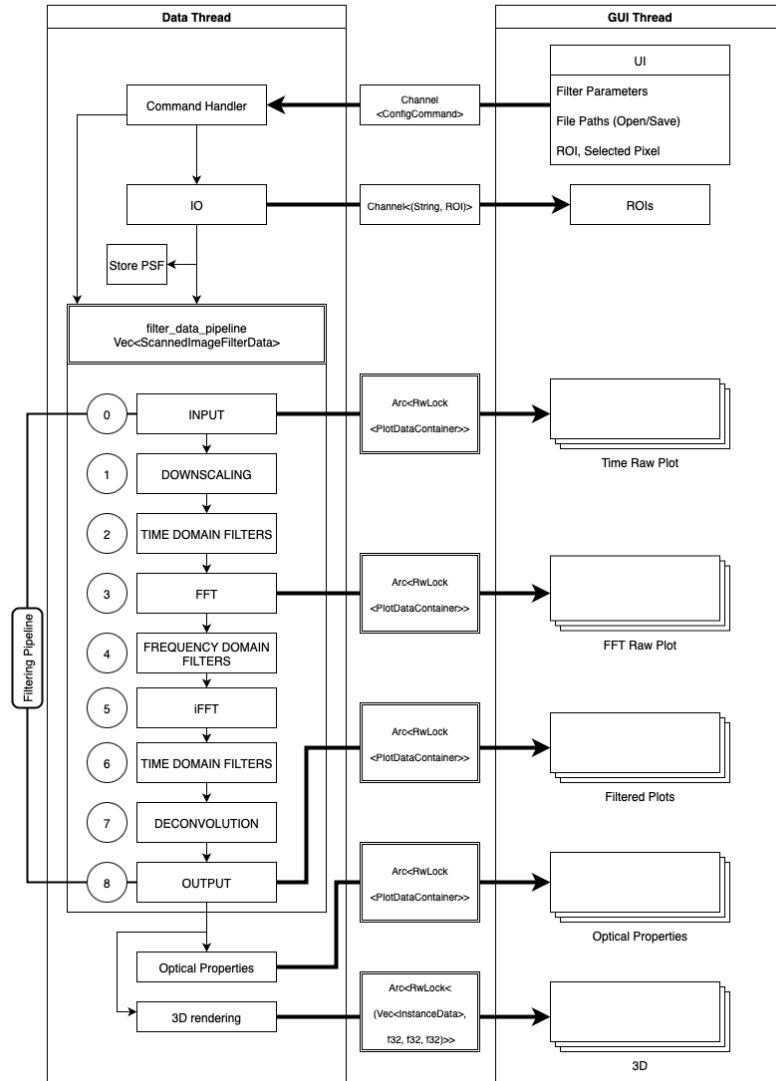 Data Thread
GUI Thread
UI
Filter Parameters
File Paths (Open/Save)
ROI, Selected Pixel
Channel
<ConfigCommand>
Command Handler
IO
Channel<(String, ROI)>
ROIs
Store PSF
filter_data_pipeline
Vec<ScannedImageFilterData>
0
INPUT
Arc<RwLock
<PlotDataContainer>>
Time Raw Plot
1
DOWNSCALING
2
TIME DOMAIN FILTERS
3
FFT
Arc<RwLock
<PlotDataContainer>>
FFT Raw Plot
Filtering Pipeline
4
FREQUENCY DOMAIN
FILTERS
5
iFFT
6
TIME DOMAIN FILTERS
Arc<RwLock
<PlotDataContainer>>
Filtered Plots
7
DECONVOLUTION
8
OUTPUT
Arc<RwLock
<PlotDataContainer>>
Optical Properties
Optical Properties
3D rendering
Arc<RwLock<
(Vec<InstanceData>,
f32, f32, f32)>>
3D